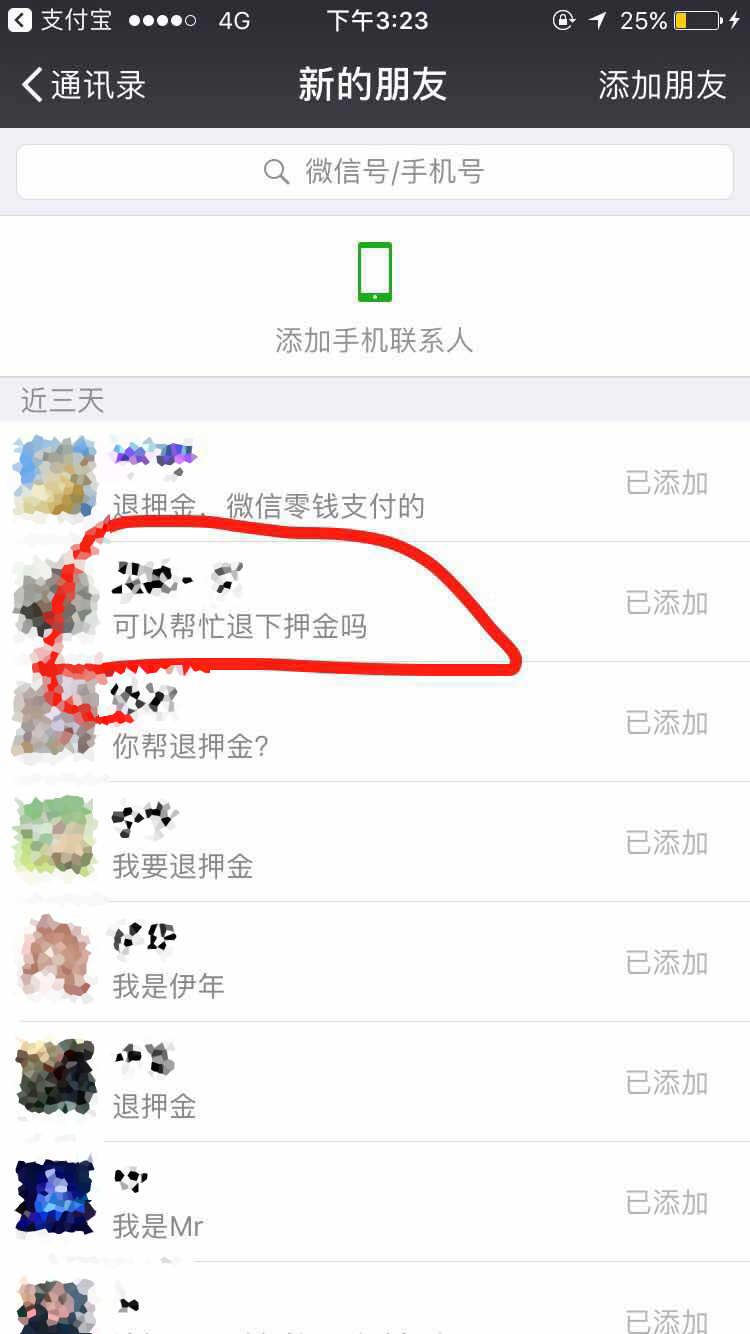 支付宝 4G 下午3:23 25%
通讯录 新的朋友 添加朋友
微信号/手机号
添加手机联系人
近三天
退押金，微信零钱支付的 已添加
可以帮忙退下押金吗 已添加
你帮退押金? 已添加
我要退押金 已添加
我是伊年 已添加
退押金 已添加
我是Mr 已添加
已添加